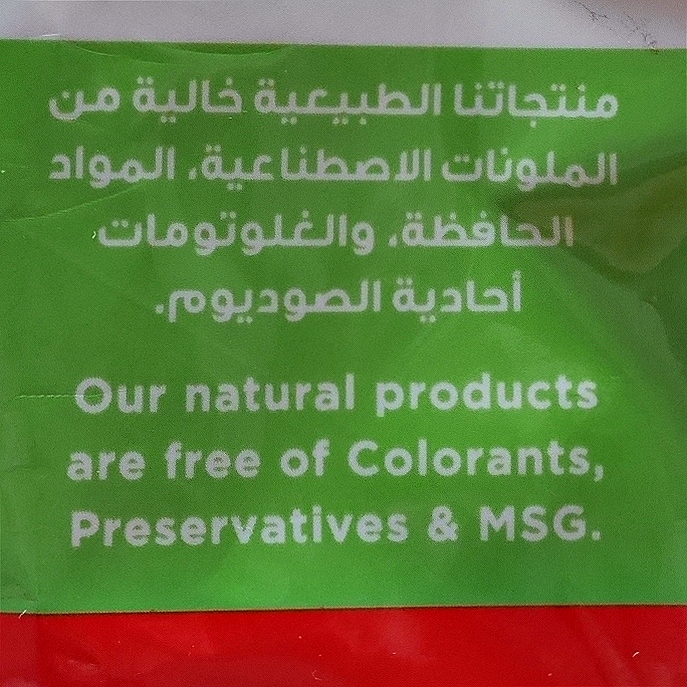 منتجاتنا الطبيعية خالية من
الملونات الاصطناعية، المواد
الحافظة، والغلوتومات
أحادية الصوديوم.
Our natural products
are free of Colorants,
Preservatives & MSG.